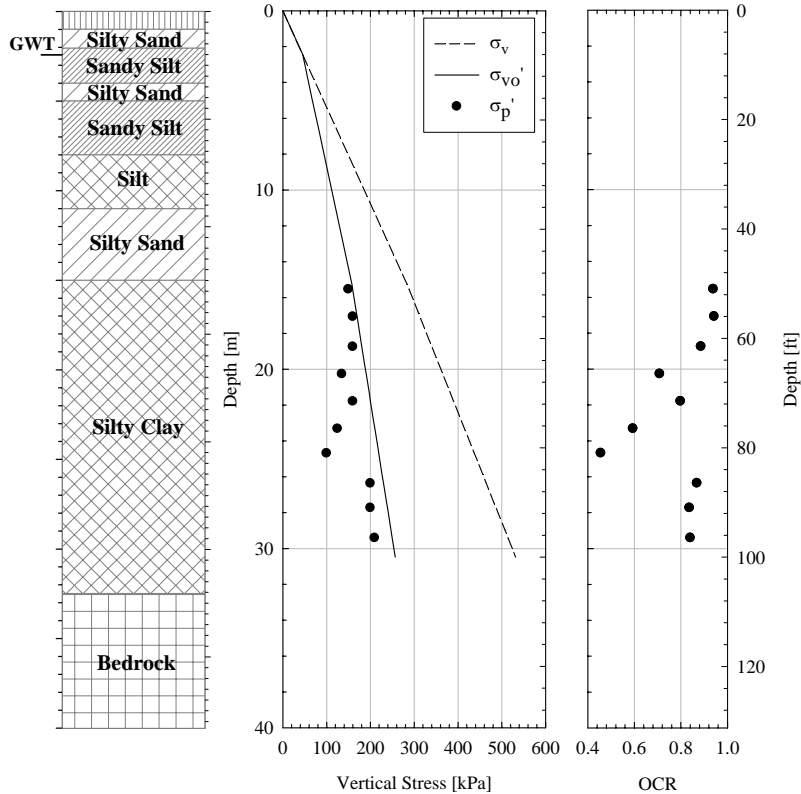 GWT
Silty Sand
Sandy Silt
Silty Sand
Sandy Silt
Silt
Silty Sand
Silty Clay
Bedrock
Depth [m]
0
10
20
30
40
0 100 200 300 400 500 600
Vertical Stress [kPa]
σv
σvo'
σp'
0.4 0.6 0.8 1.0
OCR
0
20
40
60
80
100
120
Depth [ft]